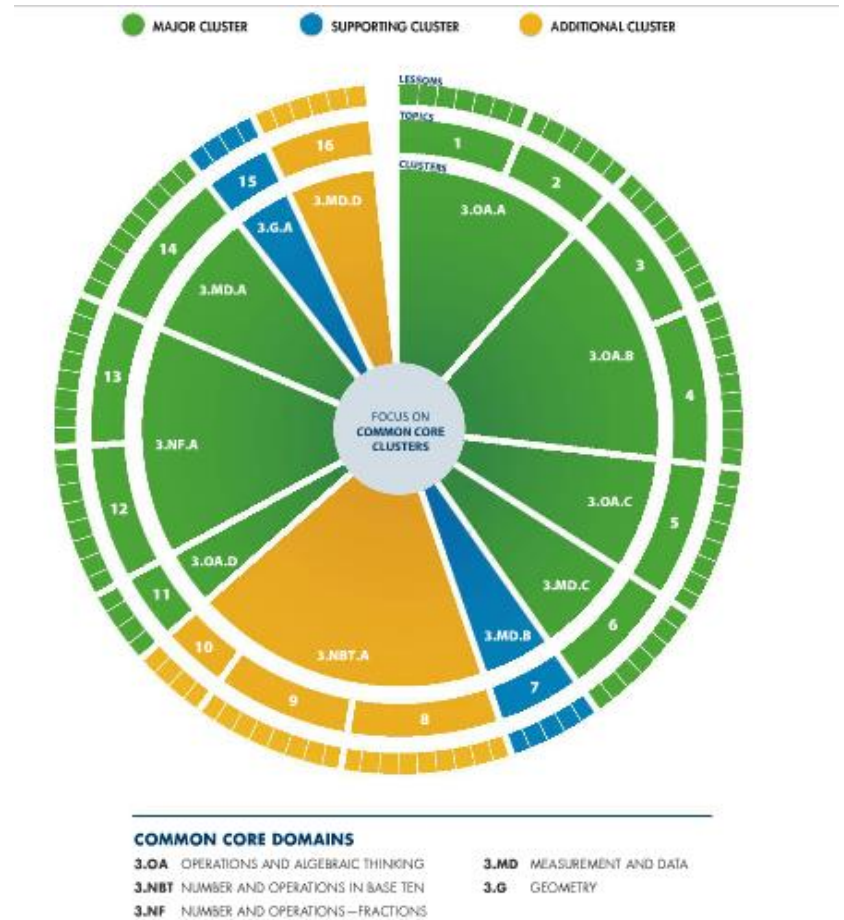 MAJOR CLUSTER
SUPPORTING CLUSTER
ADDITIONAL CLUSTER
LESSONS
TOPICS
CLUSTERS
1
2
3
4
5
6
7
8
9
10
11
12
13
14
15
16
3.OA.A
3.OA.B
3.OA.C
3.MD.C
3.MD.B
3.NBT.A
3.OA.D
3.NF.A
3.MD.A
3.G.A
3.MD.D
FOCUS ON
COMMON CORE
CLUSTERS
COMMON CORE DOMAINS
3.OA OPERATIONS AND ALGEBRAIC THINKING
3.NBT NUMBER AND OPERATIONS IN BASE TEN
3.NF NUMBER AND OPERATIONS—FRACTIONS
3.MD MEASUREMENT AND DATA
3.G GEOMETRY